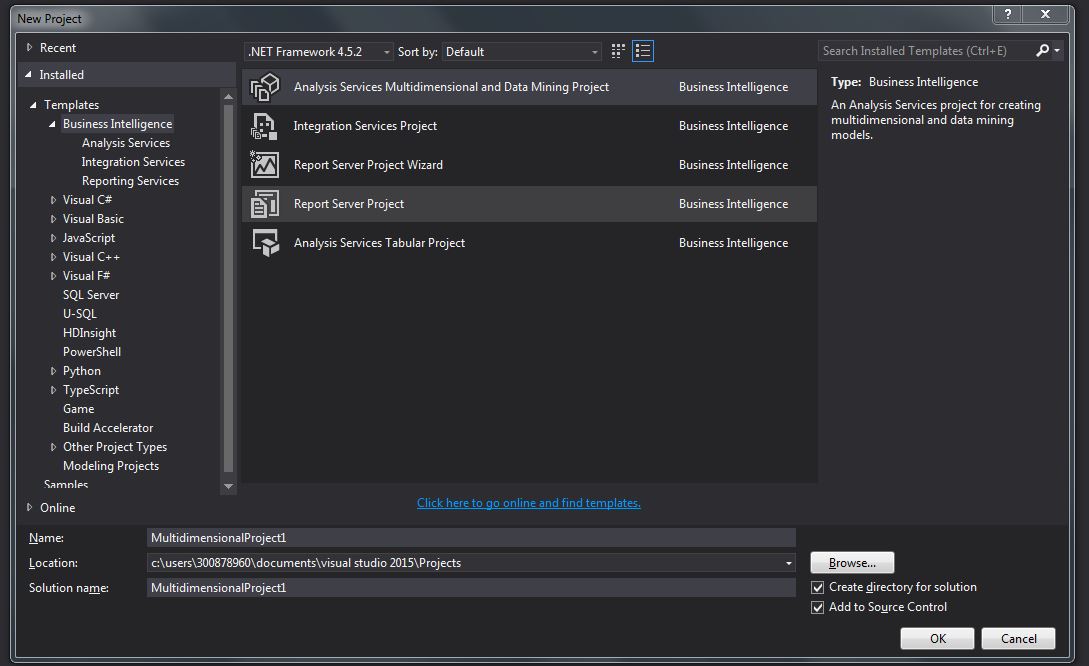 New Project
? X
Recent
.NET Framework 4.5.2 Sort by: Default
Search Installed Templates (Ctrl+E)
Installed
Templates
Business Intelligence
Analysis Services
Integration Services
Reporting Services
Visual C#
Visual Basic
JavaScript
Visual C++
Visual F#
SQL Server
U-SQL
HDInsight
PowerShell
Python
TypeScript
Game
Build Accelerator
Other Project Types
Modeling Projects
Samples
Online
Analysis Services Multidimensional and Data Mining Project Business Intelligence
Integration Services Project Business Intelligence
Report Server Project Wizard Business Intelligence
Report Server Project Business Intelligence
Analysis Services Tabular Project Business Intelligence
Click here to go online and find templates.
Type: Business Intelligence
An Analysis Services project for creating
multidimensional and data mining
models.
Name: MultidimensionalProject1
Location: c:\users\300878960\documents\visual studio 2015\Projects
Browse...
Solution name: MultidimensionalProject1
Create directory for solution
Add to Source Control
OK Cancel